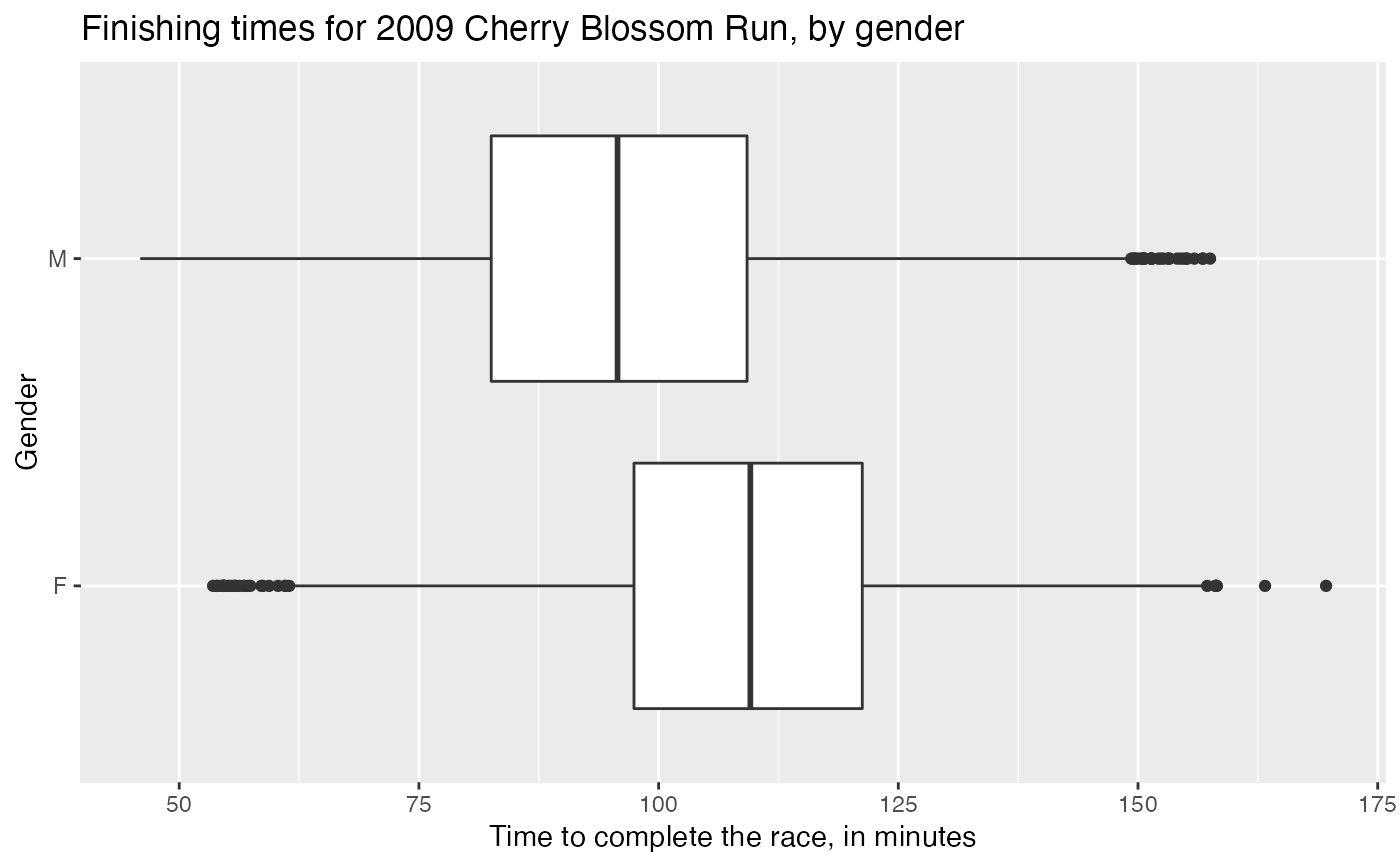 Finishing times for 2009 Cherry Blossom Run, by gender
Gender
M
F
50
75
100
125
150
175
Time to complete the race, in minutes